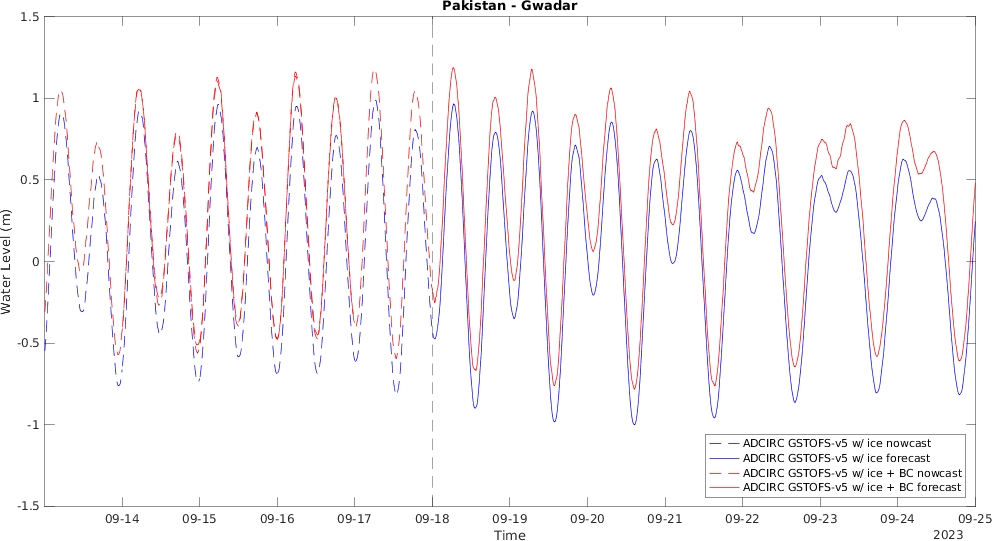 Pakistan - Gwadar
1.5
1
0.5
0
-0.5
-1
-1.5
Water Level (m)
ADCIRC GSTOFS-v5 w/ ice nowcast
ADCIRC GSTOFS-v5 w/ ice forecast
ADCIRC GSTOFS-v5 w/ ice + BC nowcast
ADCIRC GSTOFS-v5 w/ ice + BC forecast
09-14 09-15 09-16 09-17 09-18 09-19 09-20 09-21 09-22 09-23 09-24 09-25
Time
2023